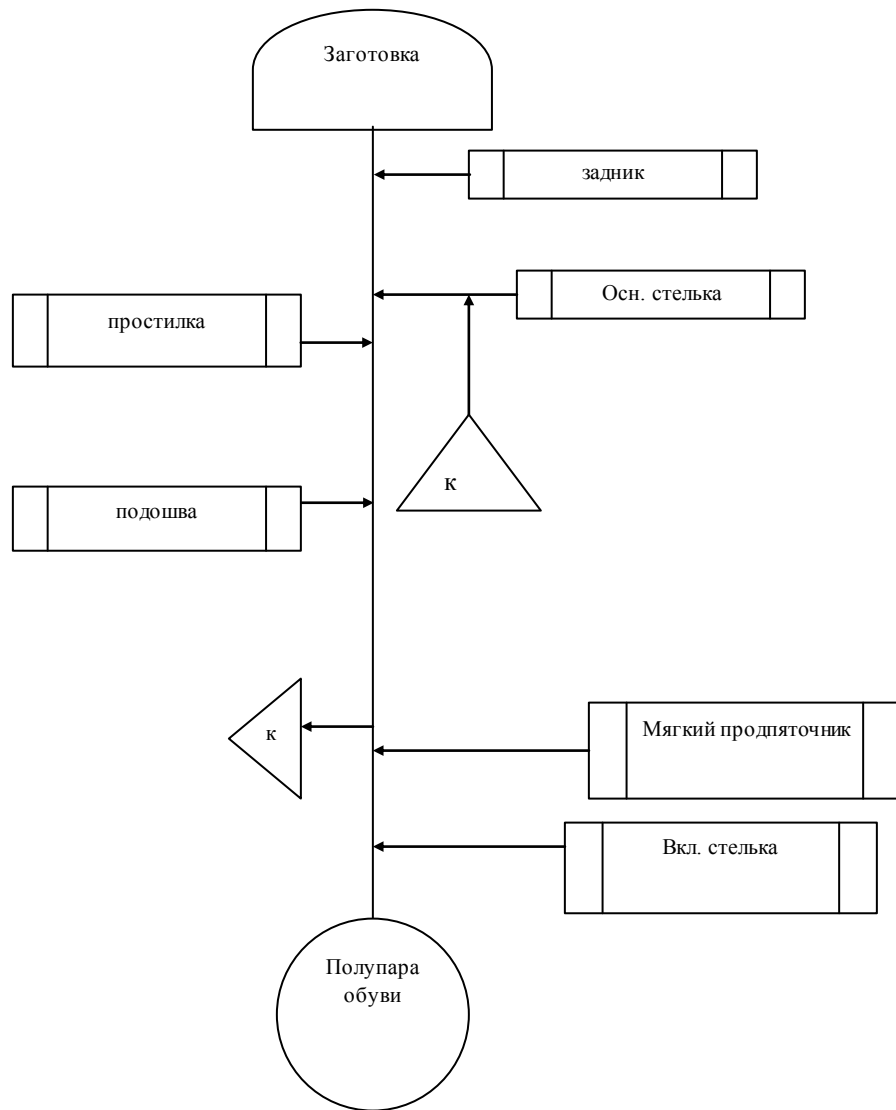 Заготовка
задник
Осн. стелька
простилка
к
подошва
к
Мягкий продпяточник
Вкл. стелька
Полупара
обуви